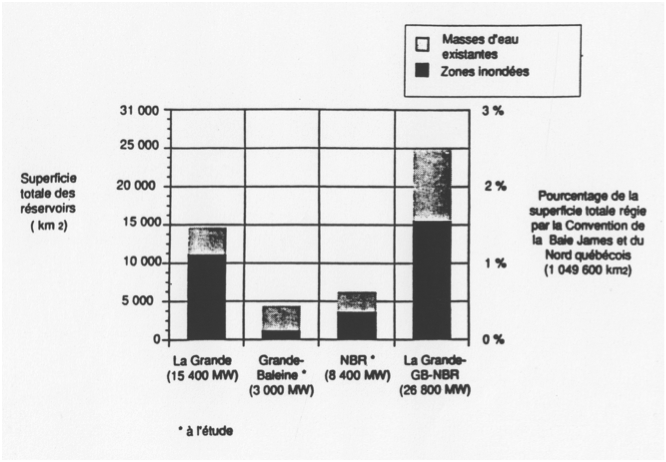 Masses d'eau
existantes
Zones inondées
Superficie
totale des
réservoirs
( km 2)
31 000
25 000
20 000
15 000
10 000
5 000
0
3 %
2 %
1 %
0 %
Pourcentage de la
superficie totale régie
par la Convention de
la Baie James et du
Nord québécois
(1 049 600 km2)
La Grande
(15 400 MW)
Grande-
Baleine *
(3 000 MW)
NBR *
(8 400 MW)
La Grande-
GB-NBR
(26 800 MW)
* à l'étude